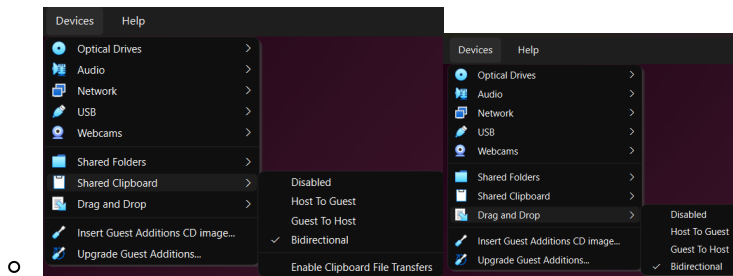 Devices Help
Optical Drives
Audio
Network
USB
Webcams
Shared Folders
Shared Clipboard
Drag and Drop
Insert Guest Additions CD image...
Upgrade Guest Additions...
Disabled
Host To Guest
Guest To Host
Bidirectional
Enable Clipboard File Transfers
Devices Help
Optical Drives
Audio
Network
USB
Webcams
Shared Folders
Shared Clipboard
Drag and Drop
Insert Guest Additions CD image...
Upgrade Guest Additions...
Disabled
Host To Guest
Guest To Host
Bidirectional